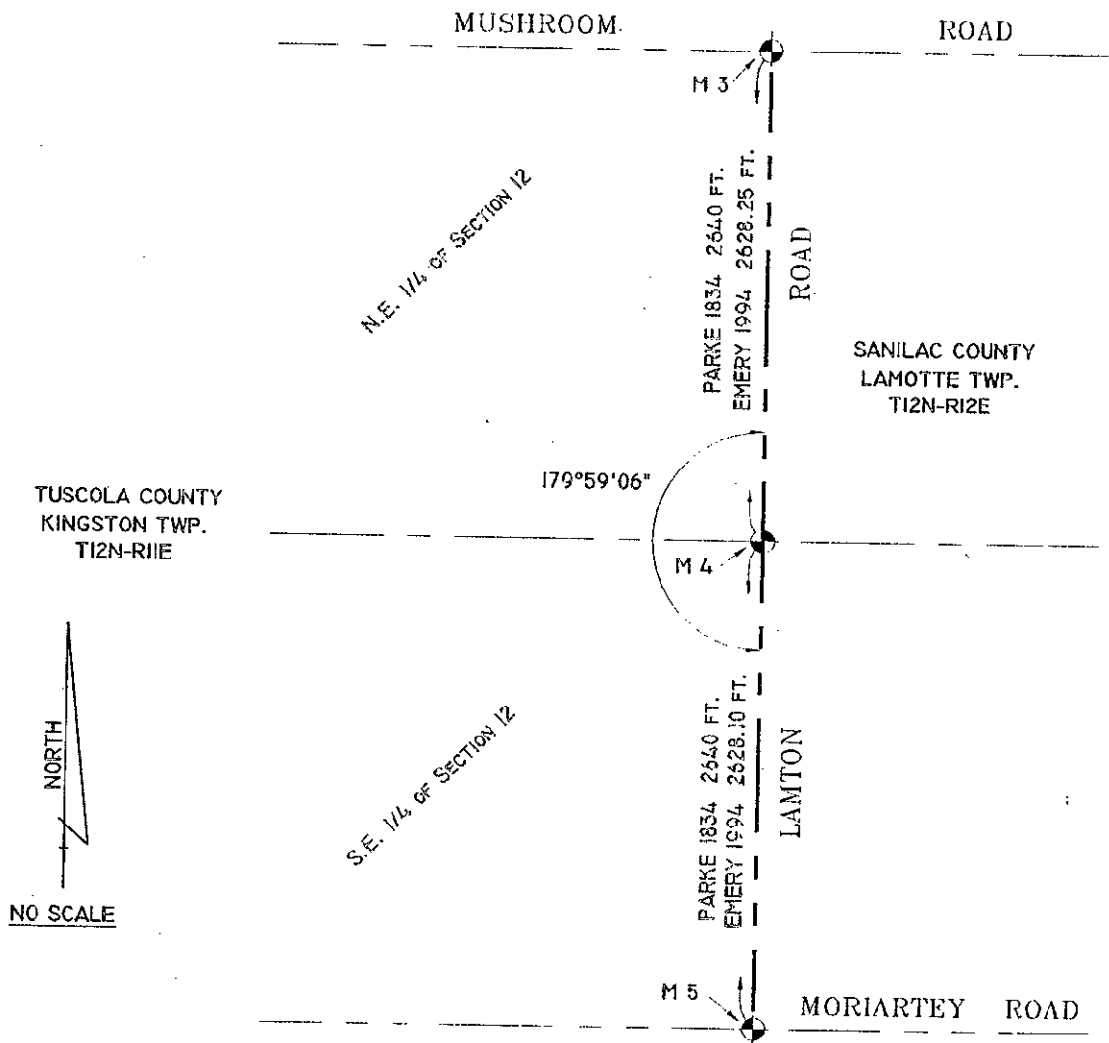 MUSHROOM ROAD
M 3
N.E. 1/4 OF SECTION 12
PARKE 1834 2640 FT.
EMERY 1994 2628.25 FT.
ROAD
SANILAC COUNTY
LAMOTTE TWP.
T12N-R12E
179°59'06"
TUSCOLA COUNTY
KINGSTON TWP.
T12N-R11E
M 4
NORTH
NO SCALE
S.E. 1/4 OF SECTION 12
PARKE 1834 2640 FT.
EMERY 1994 2628.10 FT.
LAMTON
M 5
MORIARTEY ROAD